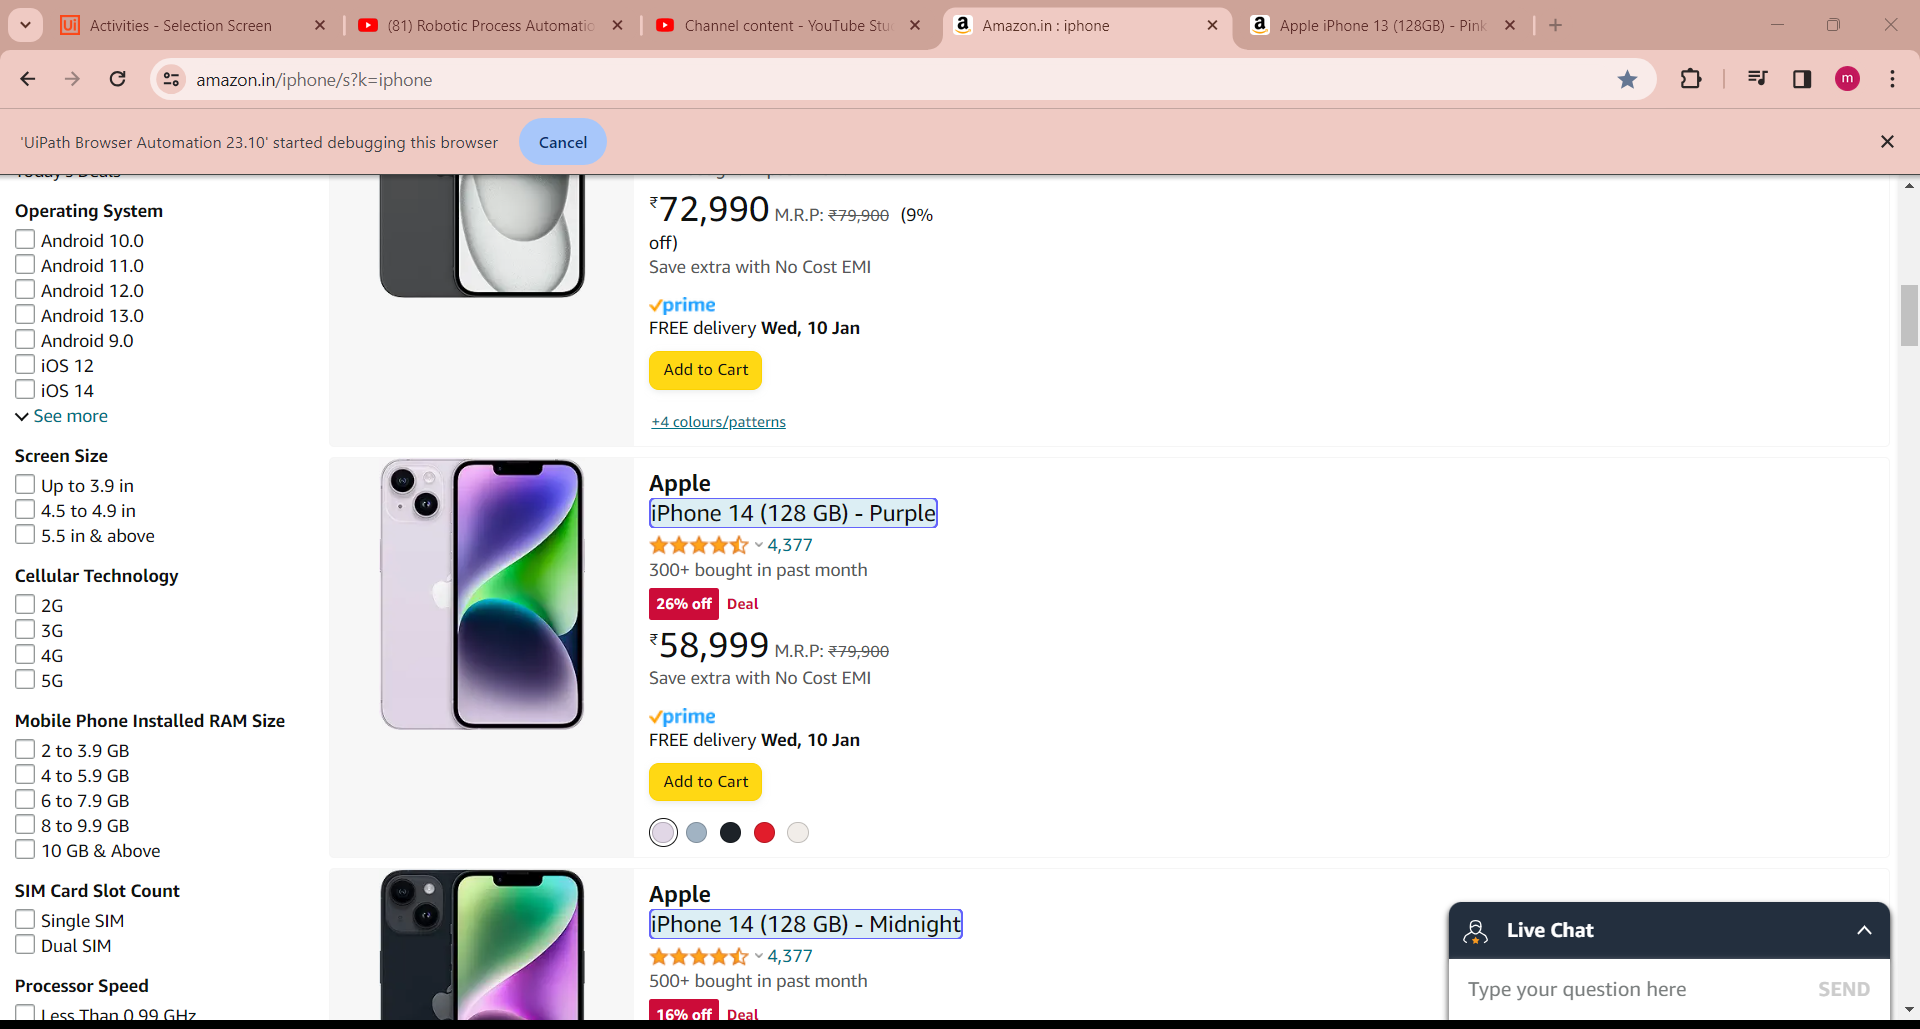 Activities - Selection Screen
(81) Robotic Process Automatio
Channel content - YouTube Stu
Amazon.in : iphone
Apple iPhone 13 (128GB) - Pink
amazon.in/iphone/s?k=iphone
m
'UiPath Browser Automation 23.10' started debugging this browser
Cancel
Today's Deals
Operating System
Android 10.0
Android 11.0
Android 12.0
Android 13.0
Android 9.0
iOS 12
iOS 14
See more
Screen Size
Up to 3.9 in
4.5 to 4.9 in
5.5 in & above
Cellular Technology
2G
3G
4G
5G
Mobile Phone Installed RAM Size
2 to 3.9 GB
4 to 5.9 GB
6 to 7.9 GB
8 to 9.9 GB
10 GB & Above
SIM Card Slot Count
Single SIM
Dual SIM
Processor Speed
Less Than 0.99 GHz
₹72,990 M.R.P: ₹79,900 (9%
off)
Save extra with No Cost EMI
prime
FREE delivery Wed, 10 Jan
Add to Cart
+4 colours/patterns
Apple
iPhone 14 (128 GB) - Purple
4,377
300+ bought in past month
26% off Deal
₹58,999 M.R.P: ₹79,900
Save extra with No Cost EMI
prime
FREE delivery Wed, 10 Jan
Add to Cart
Apple
iPhone 14 (128 GB) - Midnight
4,377
500+ bought in past month
16% off Deal
Live Chat
Type your question here
SEND